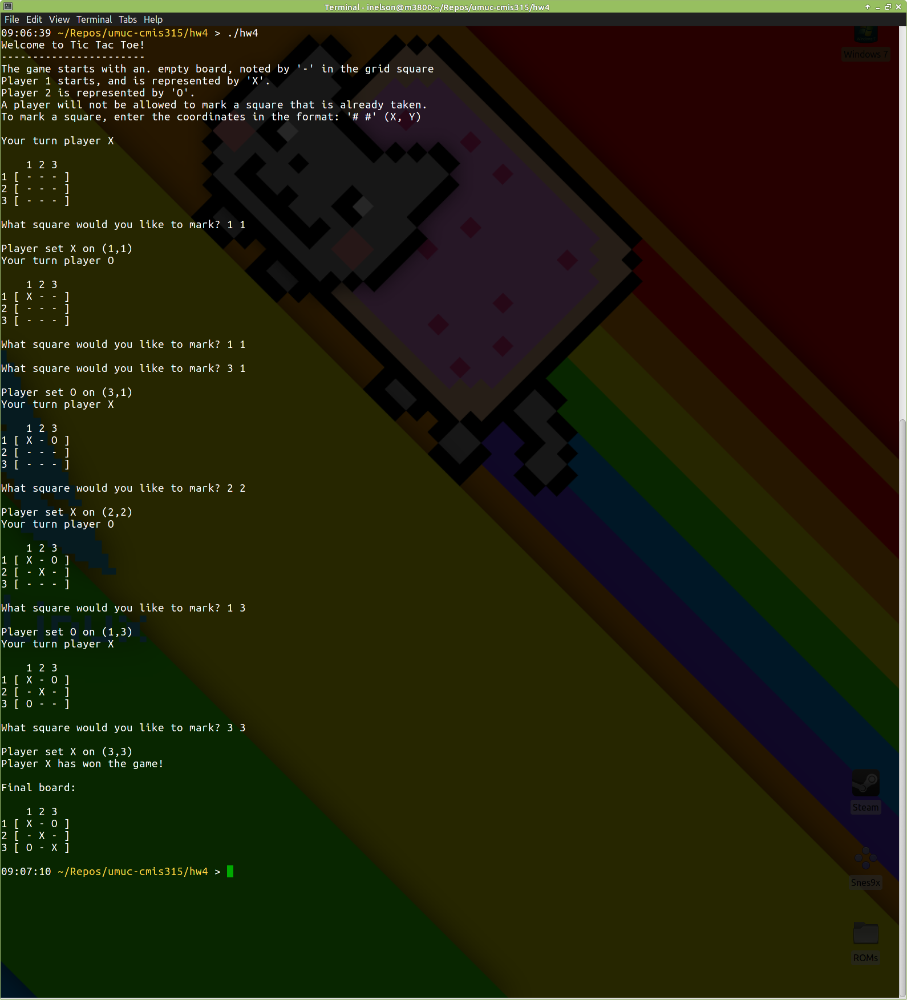 Terminal - inelson@m3800:~/Repos/umuc-cmis315/hw4
File Edit View Terminal Tabs Help
09:06:39 ~/Repos/umuc-cmis315/hw4 > ./hw4
Welcome to Tic Tac Toe!
-----------------------
The game starts with an. empty board, noted by '-' in the grid square
Player 1 starts, and is represented by 'X'.
Player 2 is represented by 'O'.
A player will not be allowed to mark a square that is already taken.
To mark a square, enter the coordinates in the format: '# #' (X, Y)
Your turn player X
1 2 3
1 [ - - - ]
2 [ - - - ]
3 [ - - - ]
What square would you like to mark? 1 1
Player set X on (1,1)
Your turn player O
1 2 3
1 [ X - - ]
2 [ - - - ]
3 [ - - - ]
What square would you like to mark? 1 1
What square would you like to mark? 3 1
Player set O on (3,1)
Your turn player X
1 2 3
1 [ X - O ]
2 [ - - - ]
3 [ - - - ]
What square would you like to mark? 2 2
Player set X on (2,2)
Your turn player O
1 2 3
1 [ X - O ]
2 [ - X - ]
3 [ - - - ]
What square would you like to mark? 1 3
Player set O on (1,3)
Your turn player X
1 2 3
1 [ X - O ]
2 [ - X - ]
3 [ O - - ]
What square would you like to mark? 3 3
Player set X on (3,3)
Player X has won the game!
Final board:
1 2 3
1 [ X - O ]
2 [ - X - ]
3 [ O - X ]
09:07:10 ~/Repos/umuc-cmis315/hw4 >
Windows 7
Linux
Steam
Snes9x
ROMs